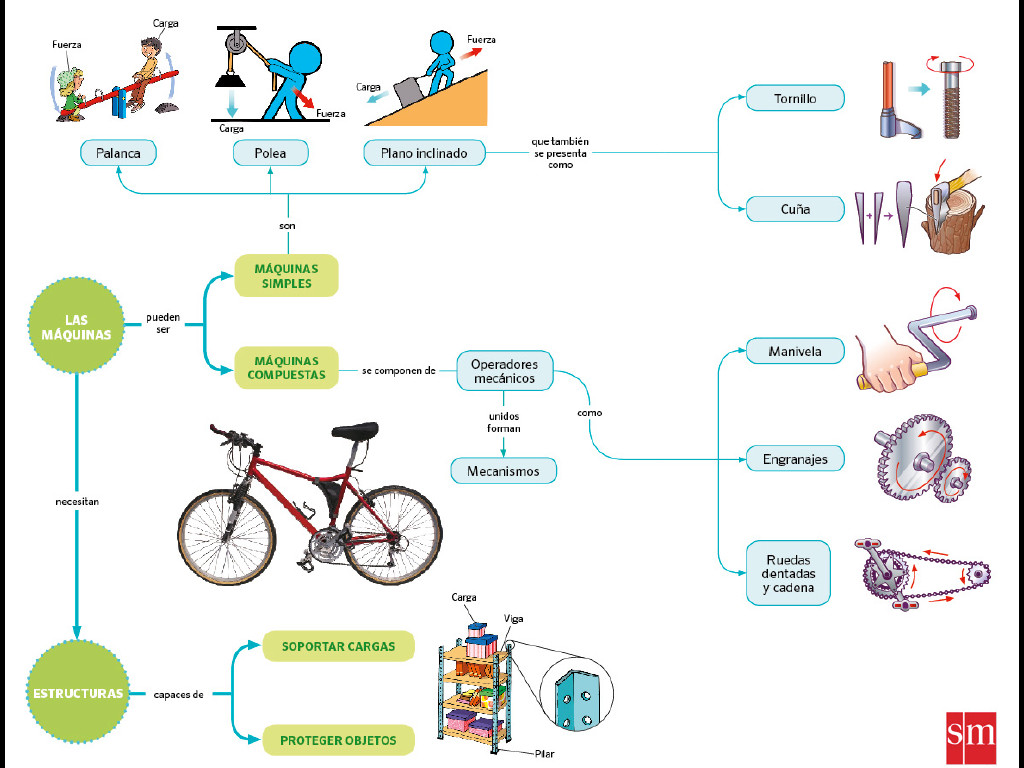 Carga
Fuerza
Fuerza
Carga
Fuerza
Carga
Palanca
Polea
Plano inclinado
que también
se presenta
como
Tornillo
Cuña
son
MÁQUINAS
SIMPLES
LAS
MÁQUINAS
pueden
ser
MÁQUINAS
COMPUESTAS
se componen de
Operadores
mecánicos
unidos
forman
como
Mecanismos
Manivela
Engranajes
Ruedas
dentadas
y cadena
necesitan
ESTRUCTURAS
capaces de
SOPORTAR CARGAS
PROTEGER OBJETOS
Carga
Viga
Pilar
sm